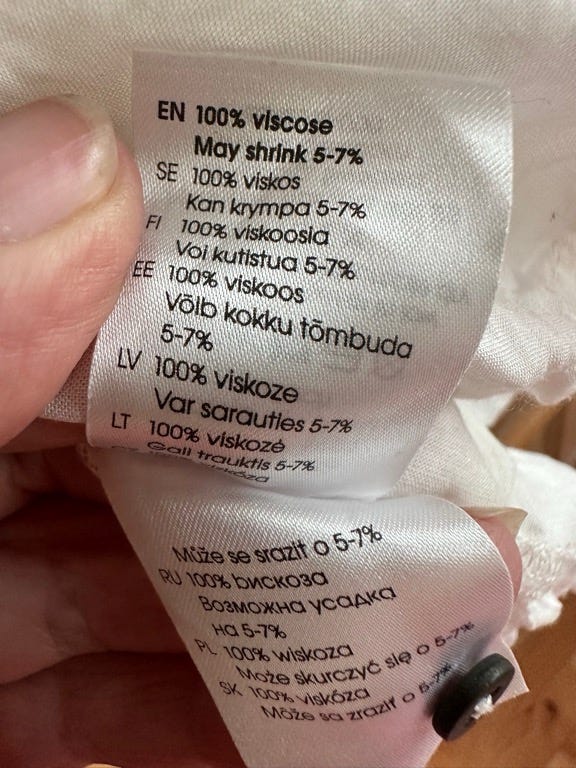 EN 100% viscose
May shrink 5-7%
SE 100% viskos
Kan krympa 5-7%
FI 100% viskoosia
Voi kutistua 5-7%
EE 100% viskoos
Võib kokku tõmbuda
5-7%
LV 100% viskoze
Var sarauties 5-7%
LT 100% viskozė
Gali trauktis 5-7%
viskóza
Může se srazit o 5-7%
RU 100% вискоза
Возможна усадка
на 5-7%
PL 100% wiskoza
Może skurczyć się o 5-7%
SK 100% viskóza
Môže sa zraziť o 5-7%